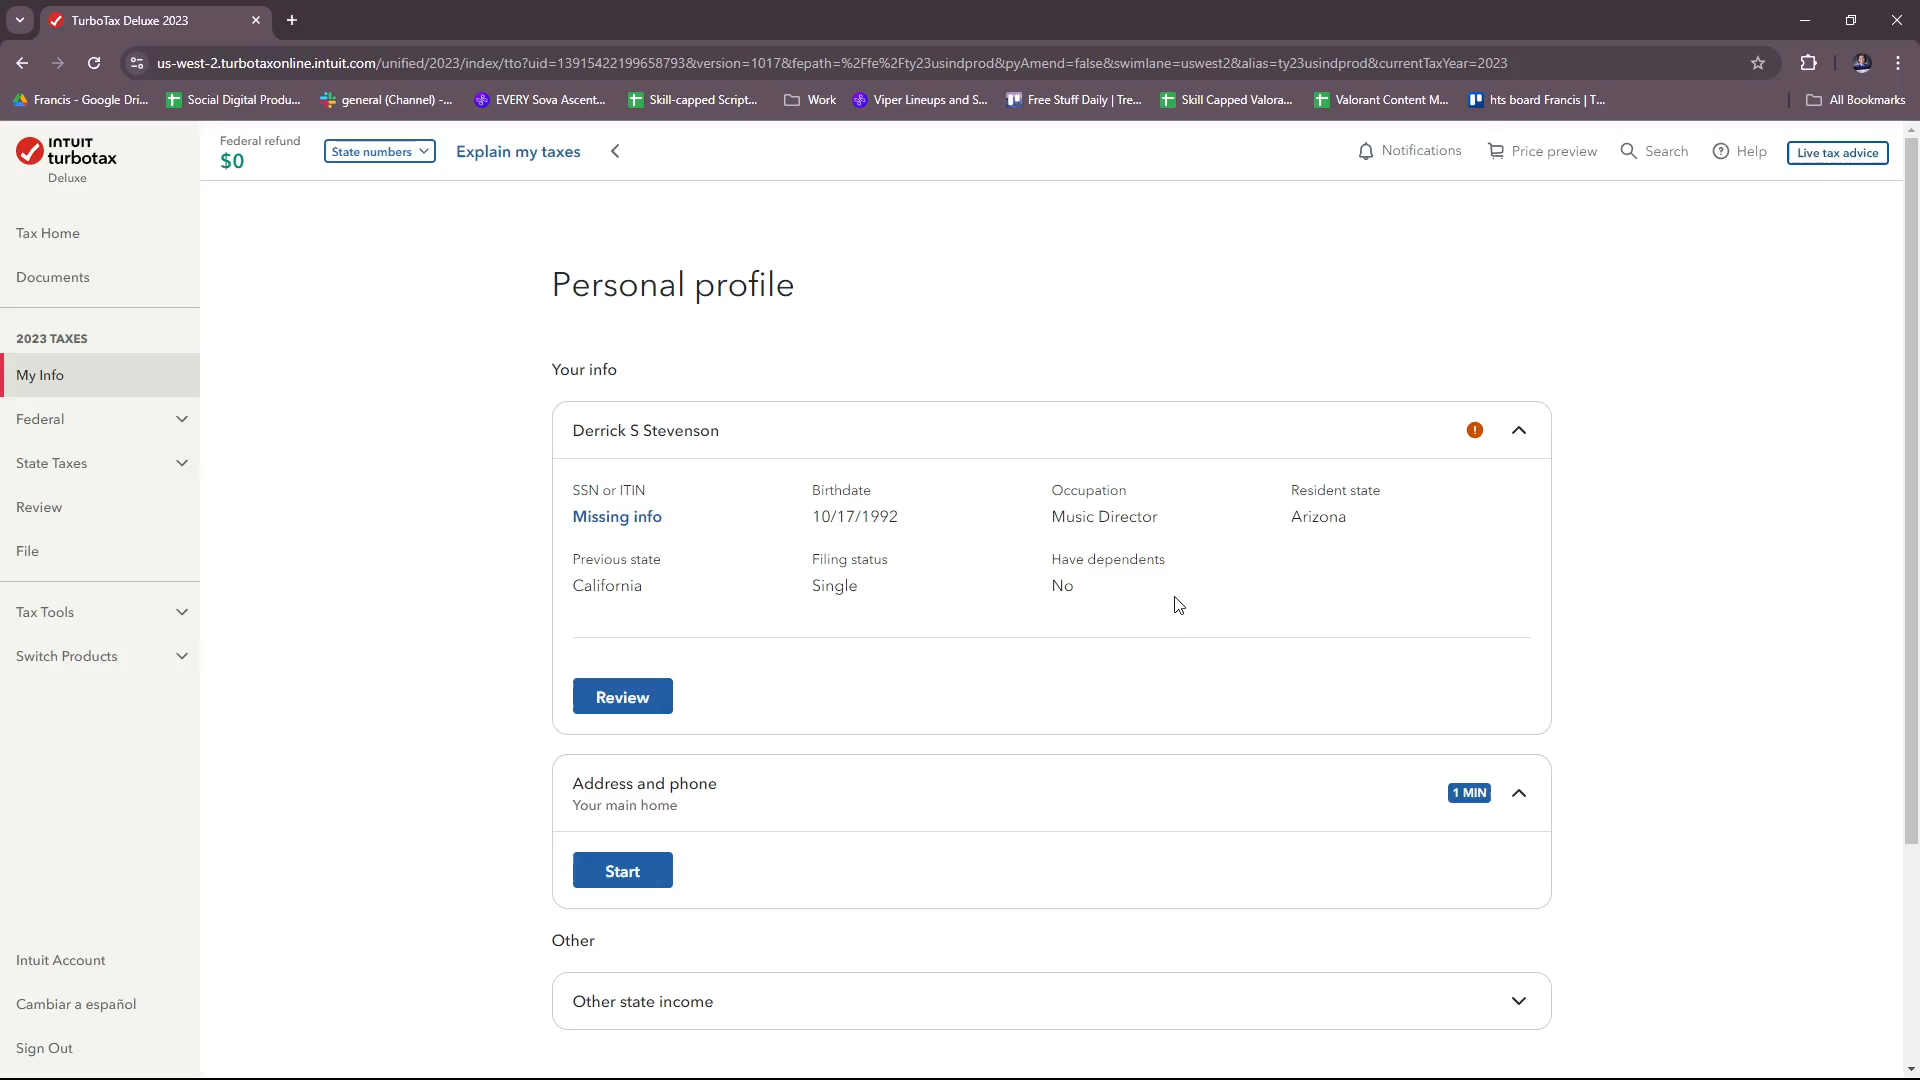 TurboTax Deluxe 2023
us-west-2.turbotaxonline.intuit.com/unified/2023/index/tto?uid=13915422199658793&version=1017&fepath=%2Ffe%2Fty23usindprod&pyAmend=false&swimlane=uswest2&alias=ty23usindprod&currentTaxYear=2023
Francis - Google Dri...
Social Digital Produ...
general (Channel) -...
EVERY Sova Ascent...
Skill-capped Script...
Work
Viper Lineups and S...
Free Stuff Daily | Tre...
Skill Capped Valora...
Valorant Content M...
hts board Francis | T...
All Bookmarks
INTUIT
turbotax
Deluxe
Federal refund
$0
State numbers
Explain my taxes
Notifications
Price preview
Search
Help
Live tax advice
Tax Home
Documents
2023 TAXES
My Info
Federal
State Taxes
Review
File
Tax Tools
Switch Products
Intuit Account
Cambiar a español
Sign Out
Personal profile
Your info
Derrick S Stevenson
SSN or ITIN
Missing info
Birthdate
10/17/1992
Occupation
Music Director
Resident state
Arizona
Previous state
California
Filing status
Single
Have dependents
No
Review
Address and phone
Your main home
1 MIN
Start
Other
Other state income